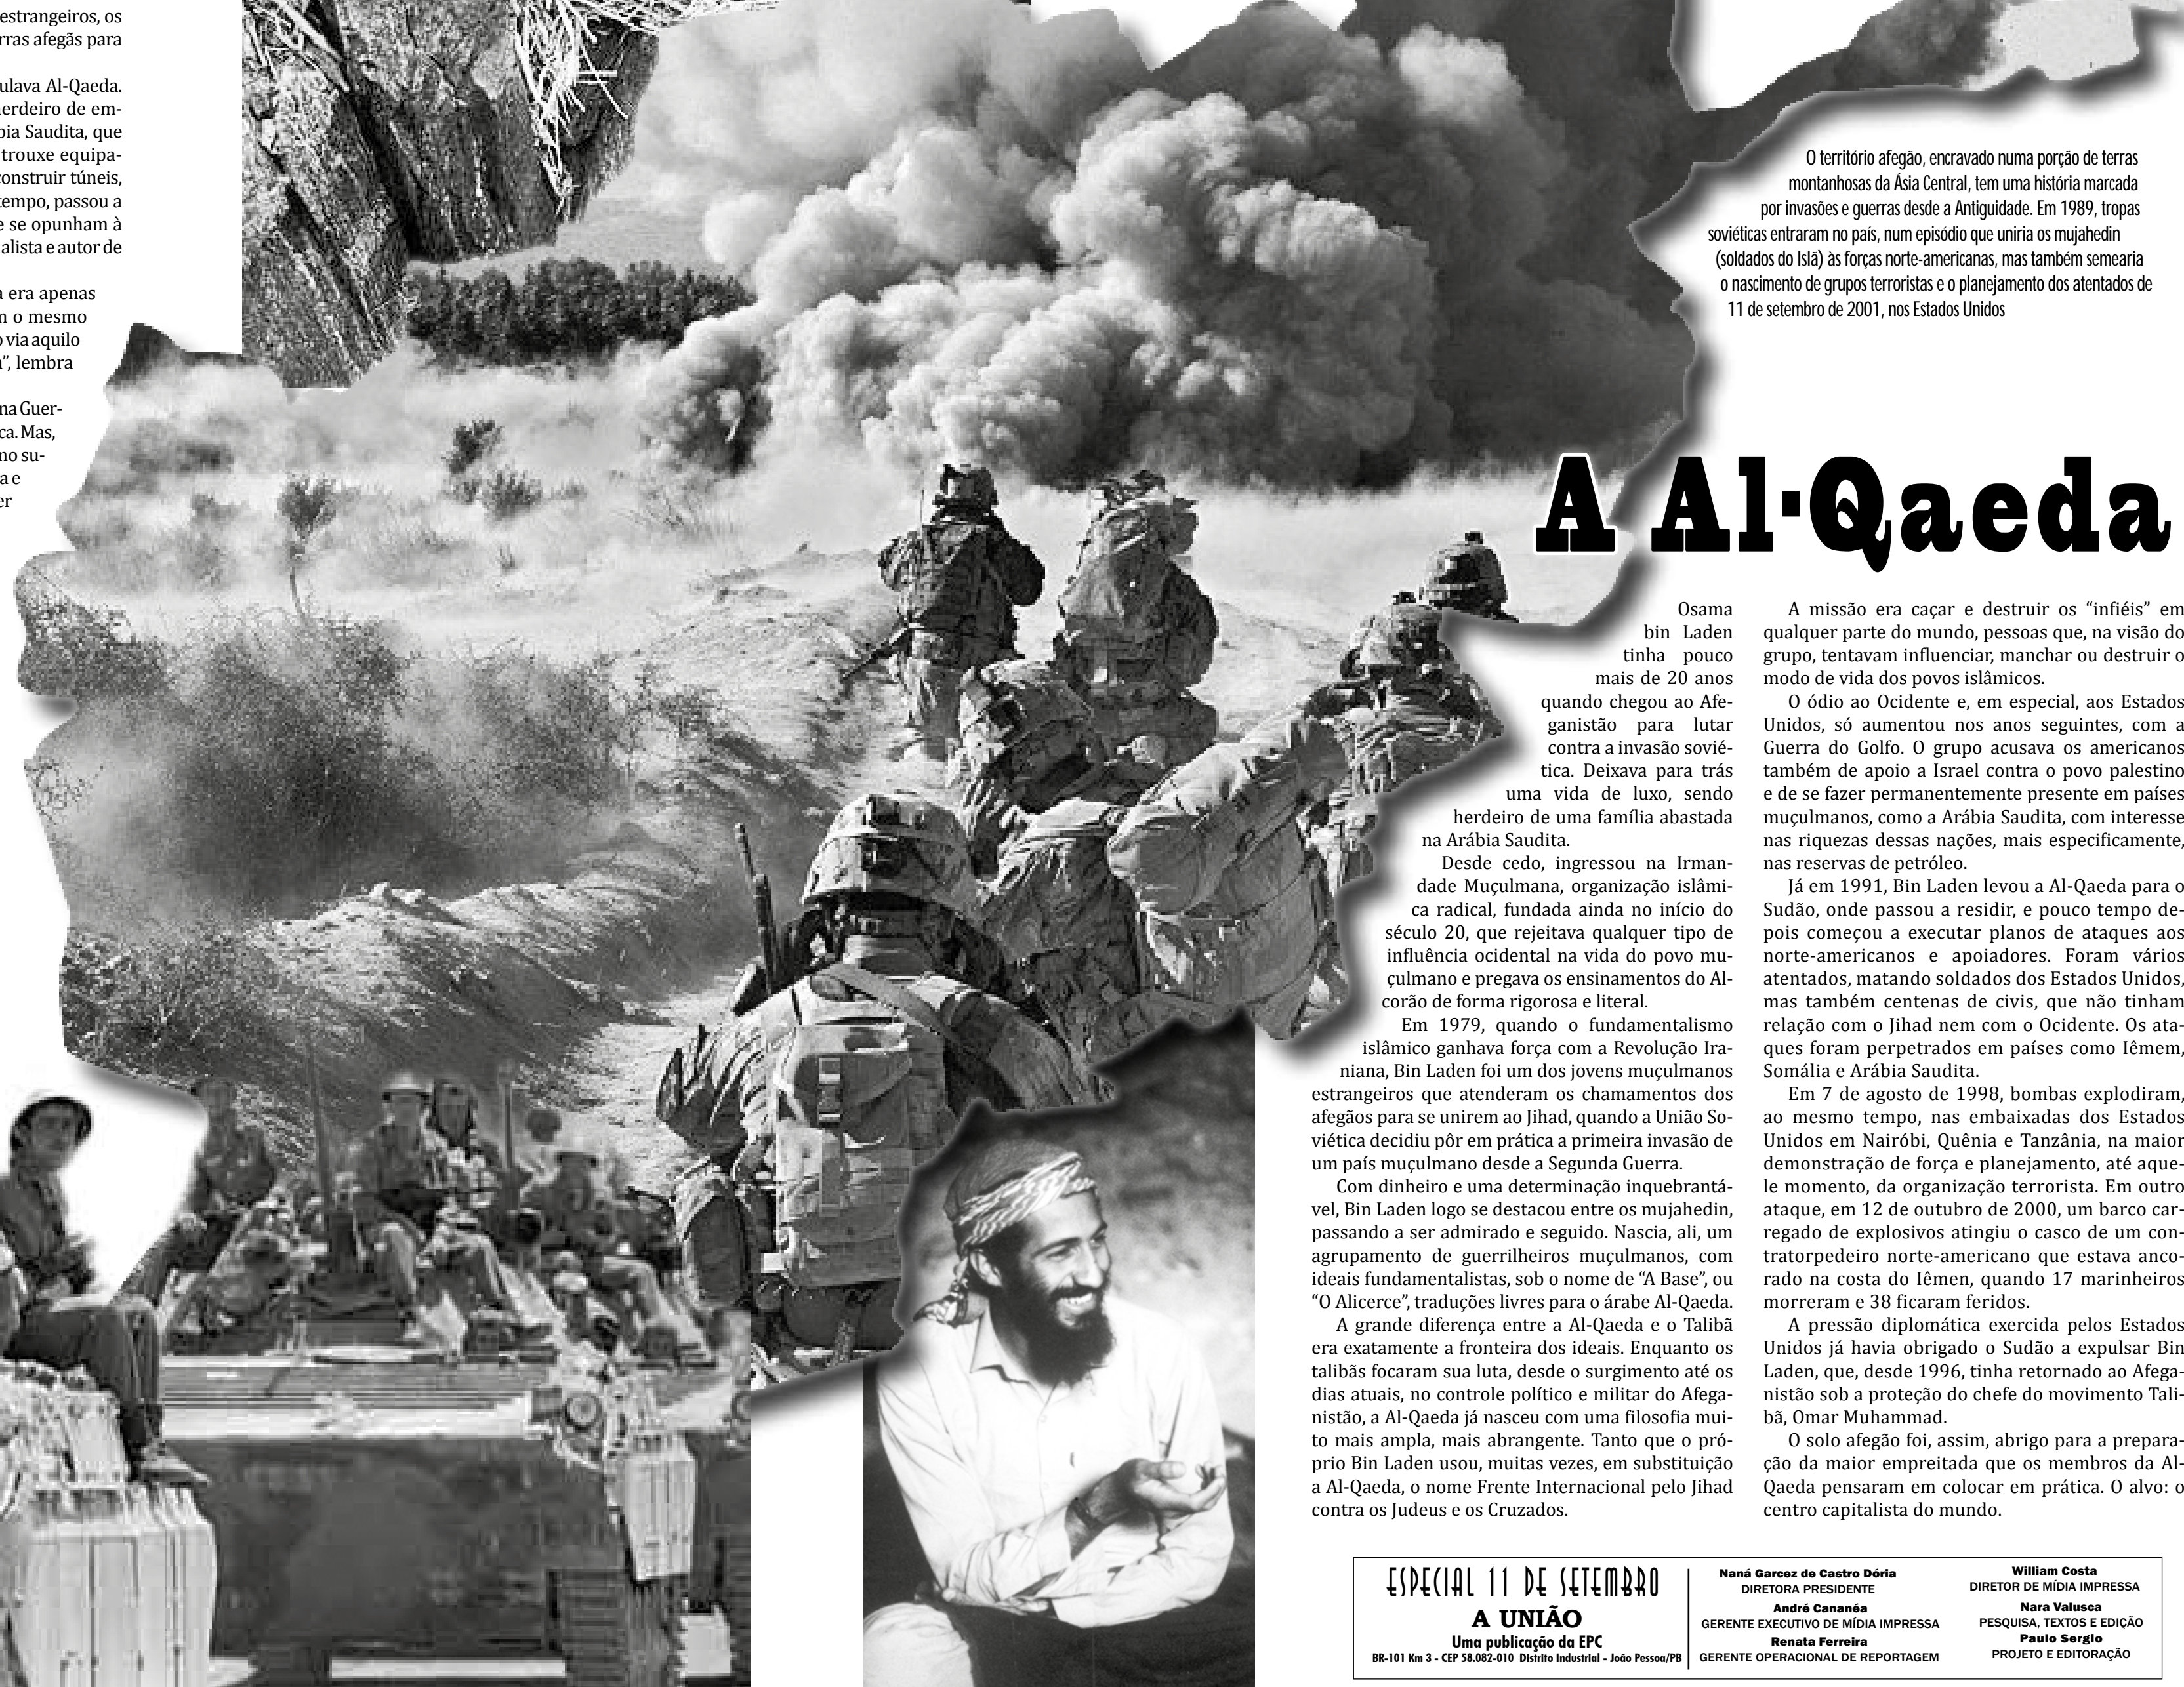 estrangeiros, os
rras afegãs para
ulava Al-Qaeda.
erdeiro de em-
bia Saudita, que
trouxe equipa-
construir túneis,
tempo, passou a
e se opunham à
alista e autor de
a era apenas
m o mesmo
o via aquilo
”, lembra
na Guer-
ca. Mas,
no su-
a e
er
O território afegão, encravado numa porção de terras
montanhosas da Ásia Central, tem uma história marcada
por invasões e guerras desde a Antiguidade. Em 1989, tropas
soviéticas entraram no país, num episódio que uniria os mujahedin
(soldados do Islã) às forças norte-americanas, mas também semearia
o nascimento de grupos terroristas e o planejamento dos atentados de
11 de setembro de 2001, nos Estados Unidos
A Al-Qaeda
Osama
bin Laden
tinha pouco
mais de 20 anos
quando chegou ao Afe-
ganistão para lutar
contra a invasão sovié-
tica. Deixava para trás
uma vida de luxo, sendo
herdeiro de uma família abastada
na Arábia Saudita.
Desde cedo, ingressou na Irman-
dade Muçulmana, organização islâmi-
ca radical, fundada ainda no início do
século 20, que rejeitava qualquer tipo de
influência ocidental na vida do povo mu-
çulmano e pregava os ensinamentos do Al-
corão de forma rigorosa e literal.
Em 1979, quando o fundamentalismo
islâmico ganhava força com a Revolução Ira-
niana, Bin Laden foi um dos jovens muçulmanos
estrangeiros que atenderam os chamamentos dos
afegãos para se unirem ao Jihad, quando a União So-
viética decidiu pôr em prática a primeira invasão de
um país muçulmano desde a Segunda Guerra.
Com dinheiro e uma determinação inquebrantá-
vel, Bin Laden logo se destacou entre os mujahedin,
passando a ser admirado e seguido. Nascia, ali, um
agrupamento de guerrilheiros muçulmanos, com
ideais fundamentalistas, sob o nome de “A Base”, ou
“O Alicerce”, traduções livres para o árabe Al-Qaeda.
A grande diferença entre a Al-Qaeda e o Talibã
era exatamente a fronteira dos ideais. Enquanto os
talibãs focaram sua luta, desde o surgimento até os
dias atuais, no controle político e militar do Afega-
nistão, a Al-Qaeda já nasceu com uma filosofia mui-
to mais ampla, mais abrangente. Tanto que o pró-
prio Bin Laden usou, muitas vezes, em substituição
a Al-Qaeda, o nome Frente Internacional pelo Jihad
contra os Judeus e os Cruzados.
A missão era caçar e destruir os “infiéis” em
qualquer parte do mundo, pessoas que, na visão do
grupo, tentavam influenciar, manchar ou destruir o
modo de vida dos povos islâmicos.
O ódio ao Ocidente e, em especial, aos Estados
Unidos, só aumentou nos anos seguintes, com a
Guerra do Golfo. O grupo acusava os americanos
também de apoio a Israel contra o povo palestino
e de se fazer permanentemente presente em países
muçulmanos, como a Arábia Saudita, com interesse
nas riquezas dessas nações, mais especificamente,
nas reservas de petróleo.
Já em 1991, Bin Laden levou a Al-Qaeda para o
Sudão, onde passou a residir, e pouco tempo de-
pois começou a executar planos de ataques aos
norte-americanos e apoiadores. Foram vários
atentados, matando soldados dos Estados Unidos,
mas também centenas de civis, que não tinham
relação com o Jihad nem com o Ocidente. Os ata-
ques foram perpetrados em países como Iêmem,
Somália e Arábia Saudita.
Em 7 de agosto de 1998, bombas explodiram,
ao mesmo tempo, nas embaixadas dos Estados
Unidos em Nairóbi, Quênia e Tanzânia, na maior
demonstração de força e planejamento, até aque-
le momento, da organização terrorista. Em outro
ataque, em 12 de outubro de 2000, um barco car-
regado de explosivos atingiu o casco de um con-
tratorpedeiro norte-americano que estava anco-
rado na costa do Iêmen, quando 17 marinheiros
morreram e 38 ficaram feridos.
A pressão diplomática exercida pelos Estados
Unidos já havia obrigado o Sudão a expulsar Bin
Laden, que, desde 1996, tinha retornado ao Afega-
nistão sob a proteção do chefe do movimento Tali-
bã, Omar Muhammad.
O solo afegão foi, assim, abrigo para a prepara-
ção da maior empreitada que os membros da Al-
Qaeda pensaram em colocar em prática. O alvo: o
centro capitalista do mundo.
ESPECIAL 11 DE SETEMBRO
A UNIÃO
Uma publicação da EPC
BR-101 Km 3 - CEP 58.082-010 Distrito Industrial - João Pessoa/PB
Naná Garcez de Castro Dória
DIRETORA PRESIDENTE
André Cananéa
GERENTE EXECUTIVO DE MÍDIA IMPRESSA
Renata Ferreira
GERENTE OPERACIONAL DE REPORTAGEM
William Costa
DIRETOR DE MÍDIA IMPRESSA
Nara Valusca
PESQUISA, TEXTOS E EDIÇÃO
Paulo Sergio
PROJETO E EDITORAÇÃO